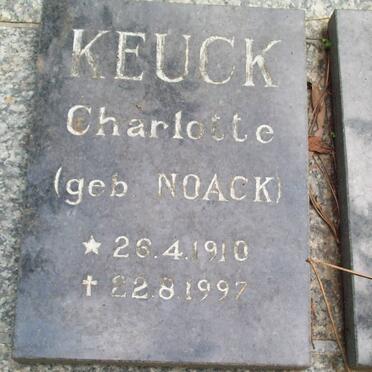 KEUCK
Charlotte
(geb NOACK)
★ 26.4.1910
✝ 22.8.1997